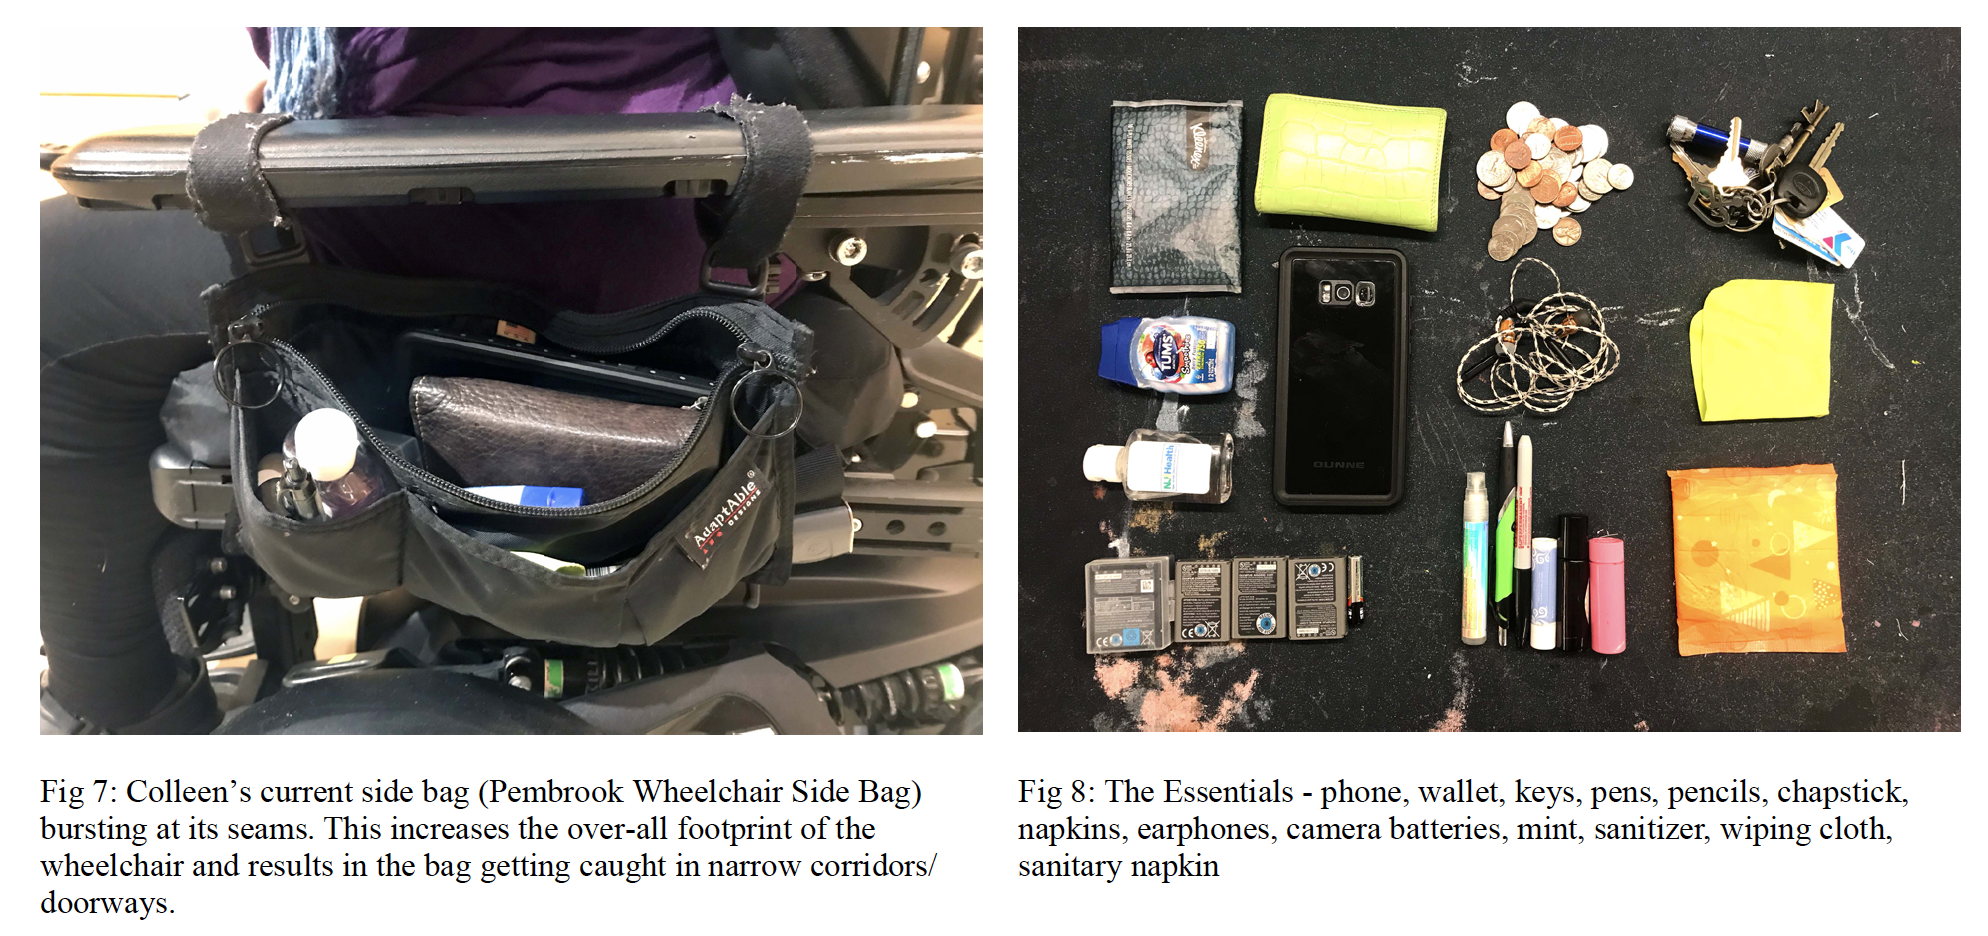 AdaptAble
DESIGNS
Kleenex
TUMS
NJ Health
OUNNE
Fig 7: Colleen’s current side bag (Pembrook Wheelchair Side Bag)
bursting at its seams. This increases the over-all footprint of the
wheelchair and results in the bag getting caught in narrow corridors/
doorways.
Fig 8: The Essentials - phone, wallet, keys, pens, pencils, chapstick,
napkins, earphones, camera batteries, mint, sanitizer, wiping cloth,
sanitary napkin